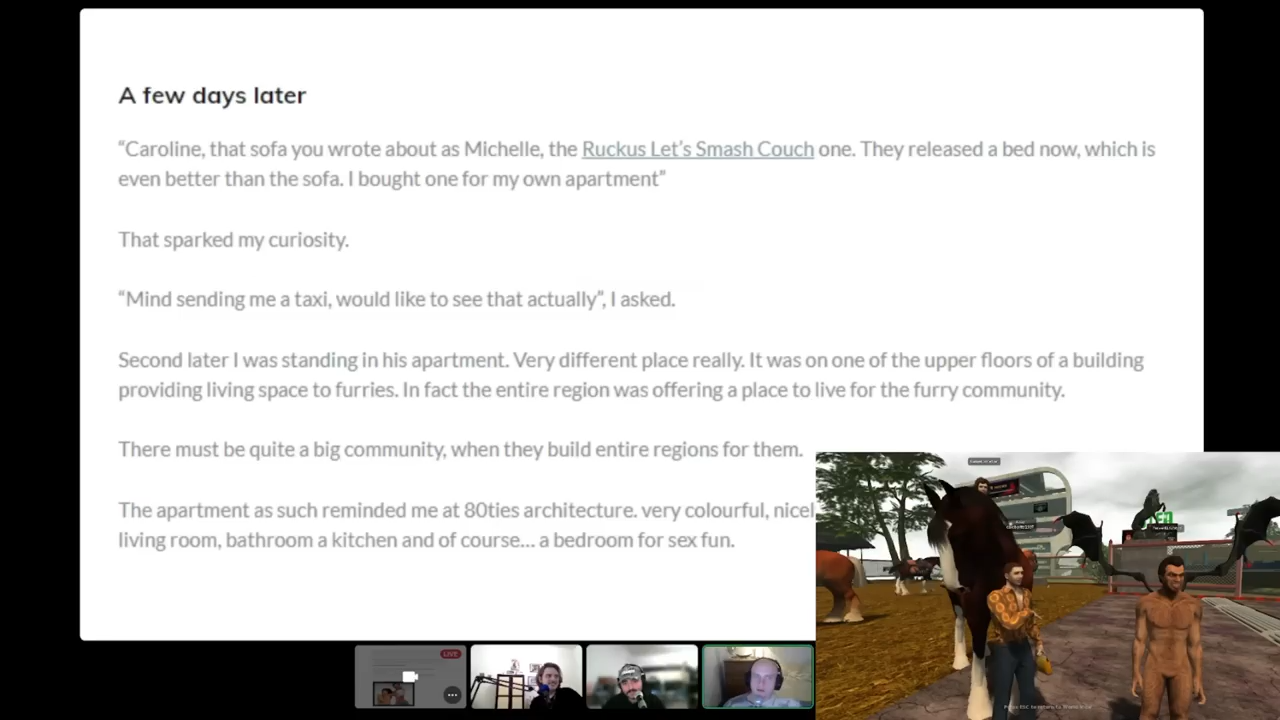 A few days later
“Caroline, that sofa you wrote about as Michelle, the Ruckus Let’s Smash Couch one. They released a bed now, which is
even better than the sofa. I bought one for my own apartment”
That sparked my curiosity.
“Mind sending me a taxi, would like to see that actually”, I asked.
Second later I was standing in his apartment. Very different place really. It was on one of the upper floors of a building
providing living space to furries. In fact the entire region was offering a place to live for the furry community.
There must be quite a big community, when they build entire regions for them.
The apartment as such reminded me at 80ties architecture. very colourful, nicel
living room, bathroom a kitchen and of course... a bedroom for sex fun.
LIVE